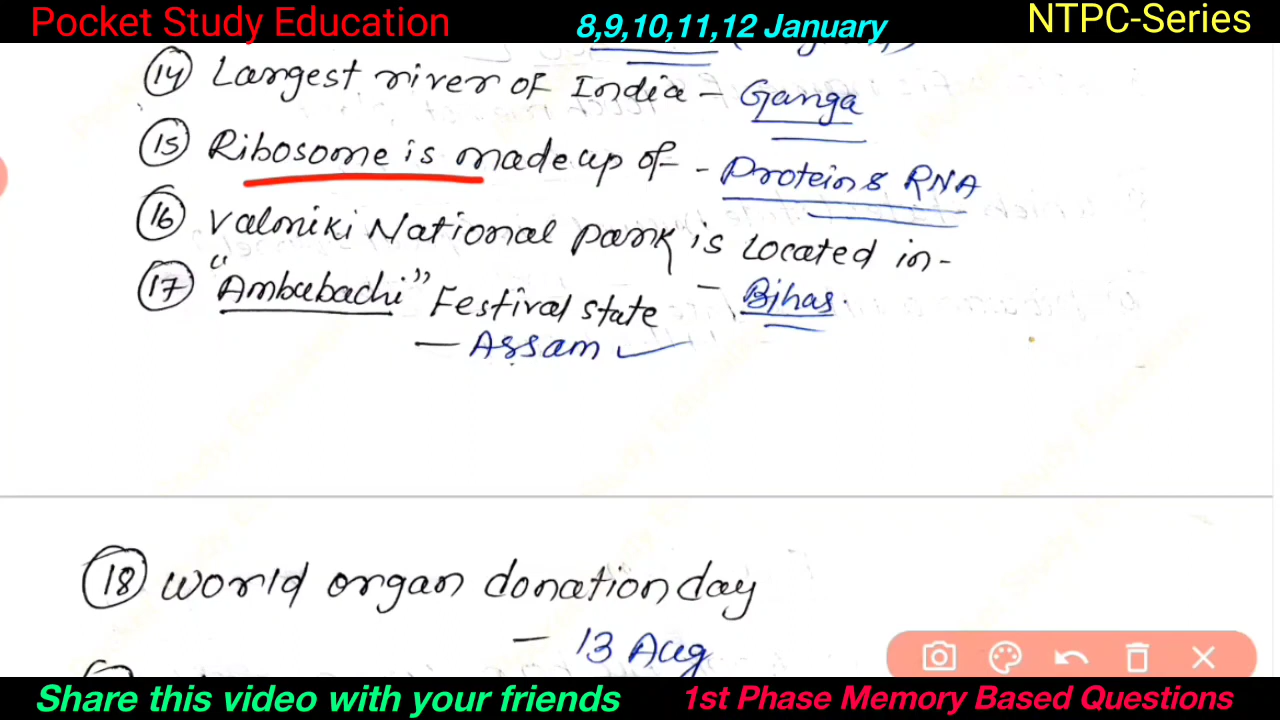 Pocket Study Education
8,9,10,11,12 January
NTPC-Series
14 Largest river of India - Ganga
15 Ribosome is made up of - Protein & RNA
16 Valmiki National park is located in -
- Bihar
17 "Ambubachi" Festival state
- Assam
18 world organ donation day
- 13 Aug
Share this video with your friends
1st Phase Memory Based Questions